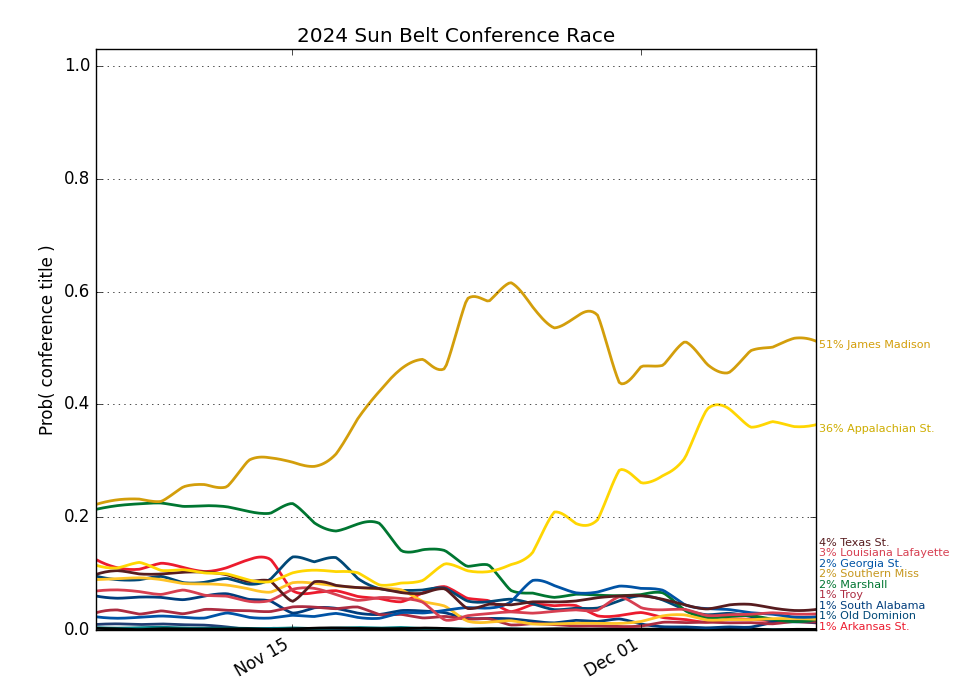 2024 Sun Belt Conference Race
Prob( conference title )
1.0
0.8
0.6
0.4
0.2
0.0
Nov 15
Dec 01
51% James Madison
36% Appalachian St.
4% Texas St.
3% Louisiana Lafayette
2% Georgia St.
2% Southern Miss
2% Marshall
1% Troy
1% South Alabama
1% Old Dominion
1% Arkansas St.